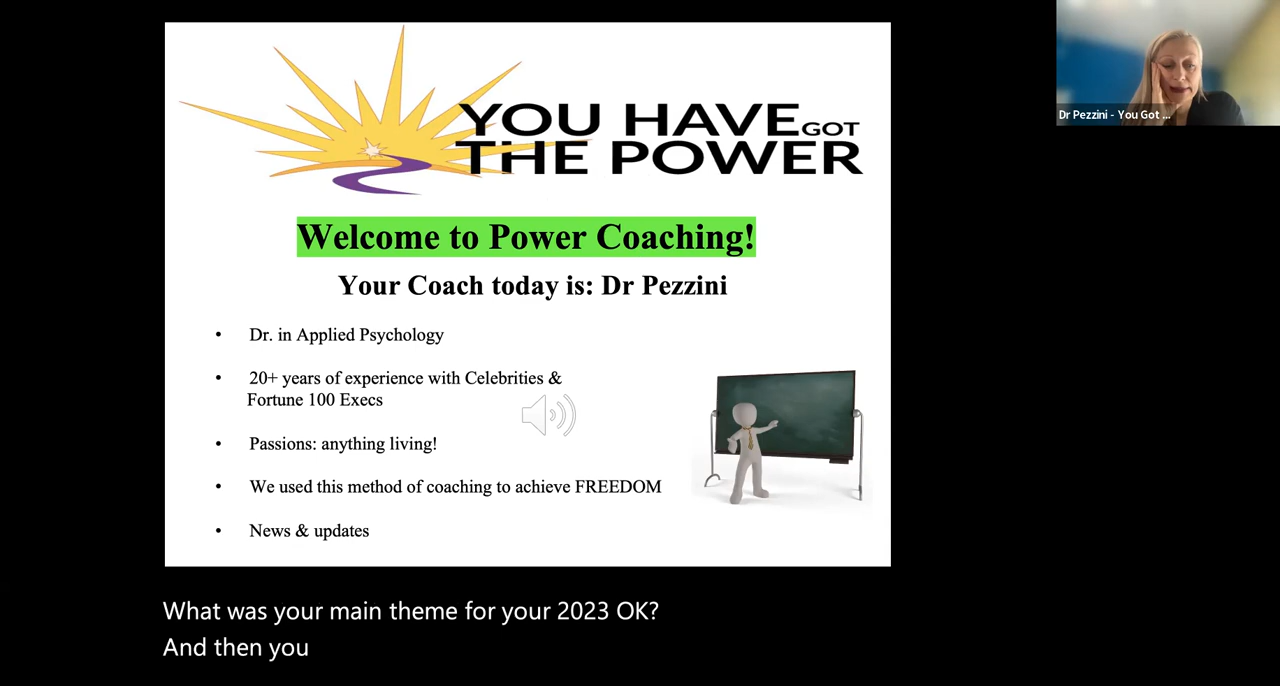 YOU HAVE GOT
THE POWER
Dr Pezzini - You Got ...
Welcome to Power Coaching!
Your Coach today is: Dr Pezzini
• Dr. in Applied Psychology
• 20+ years of experience with Celebrities &
Fortune 100 Execs
• Passions: anything living!
• We used this method of coaching to achieve FREEDOM
• News & updates
What was your main theme for your 2023 OK?
And then you